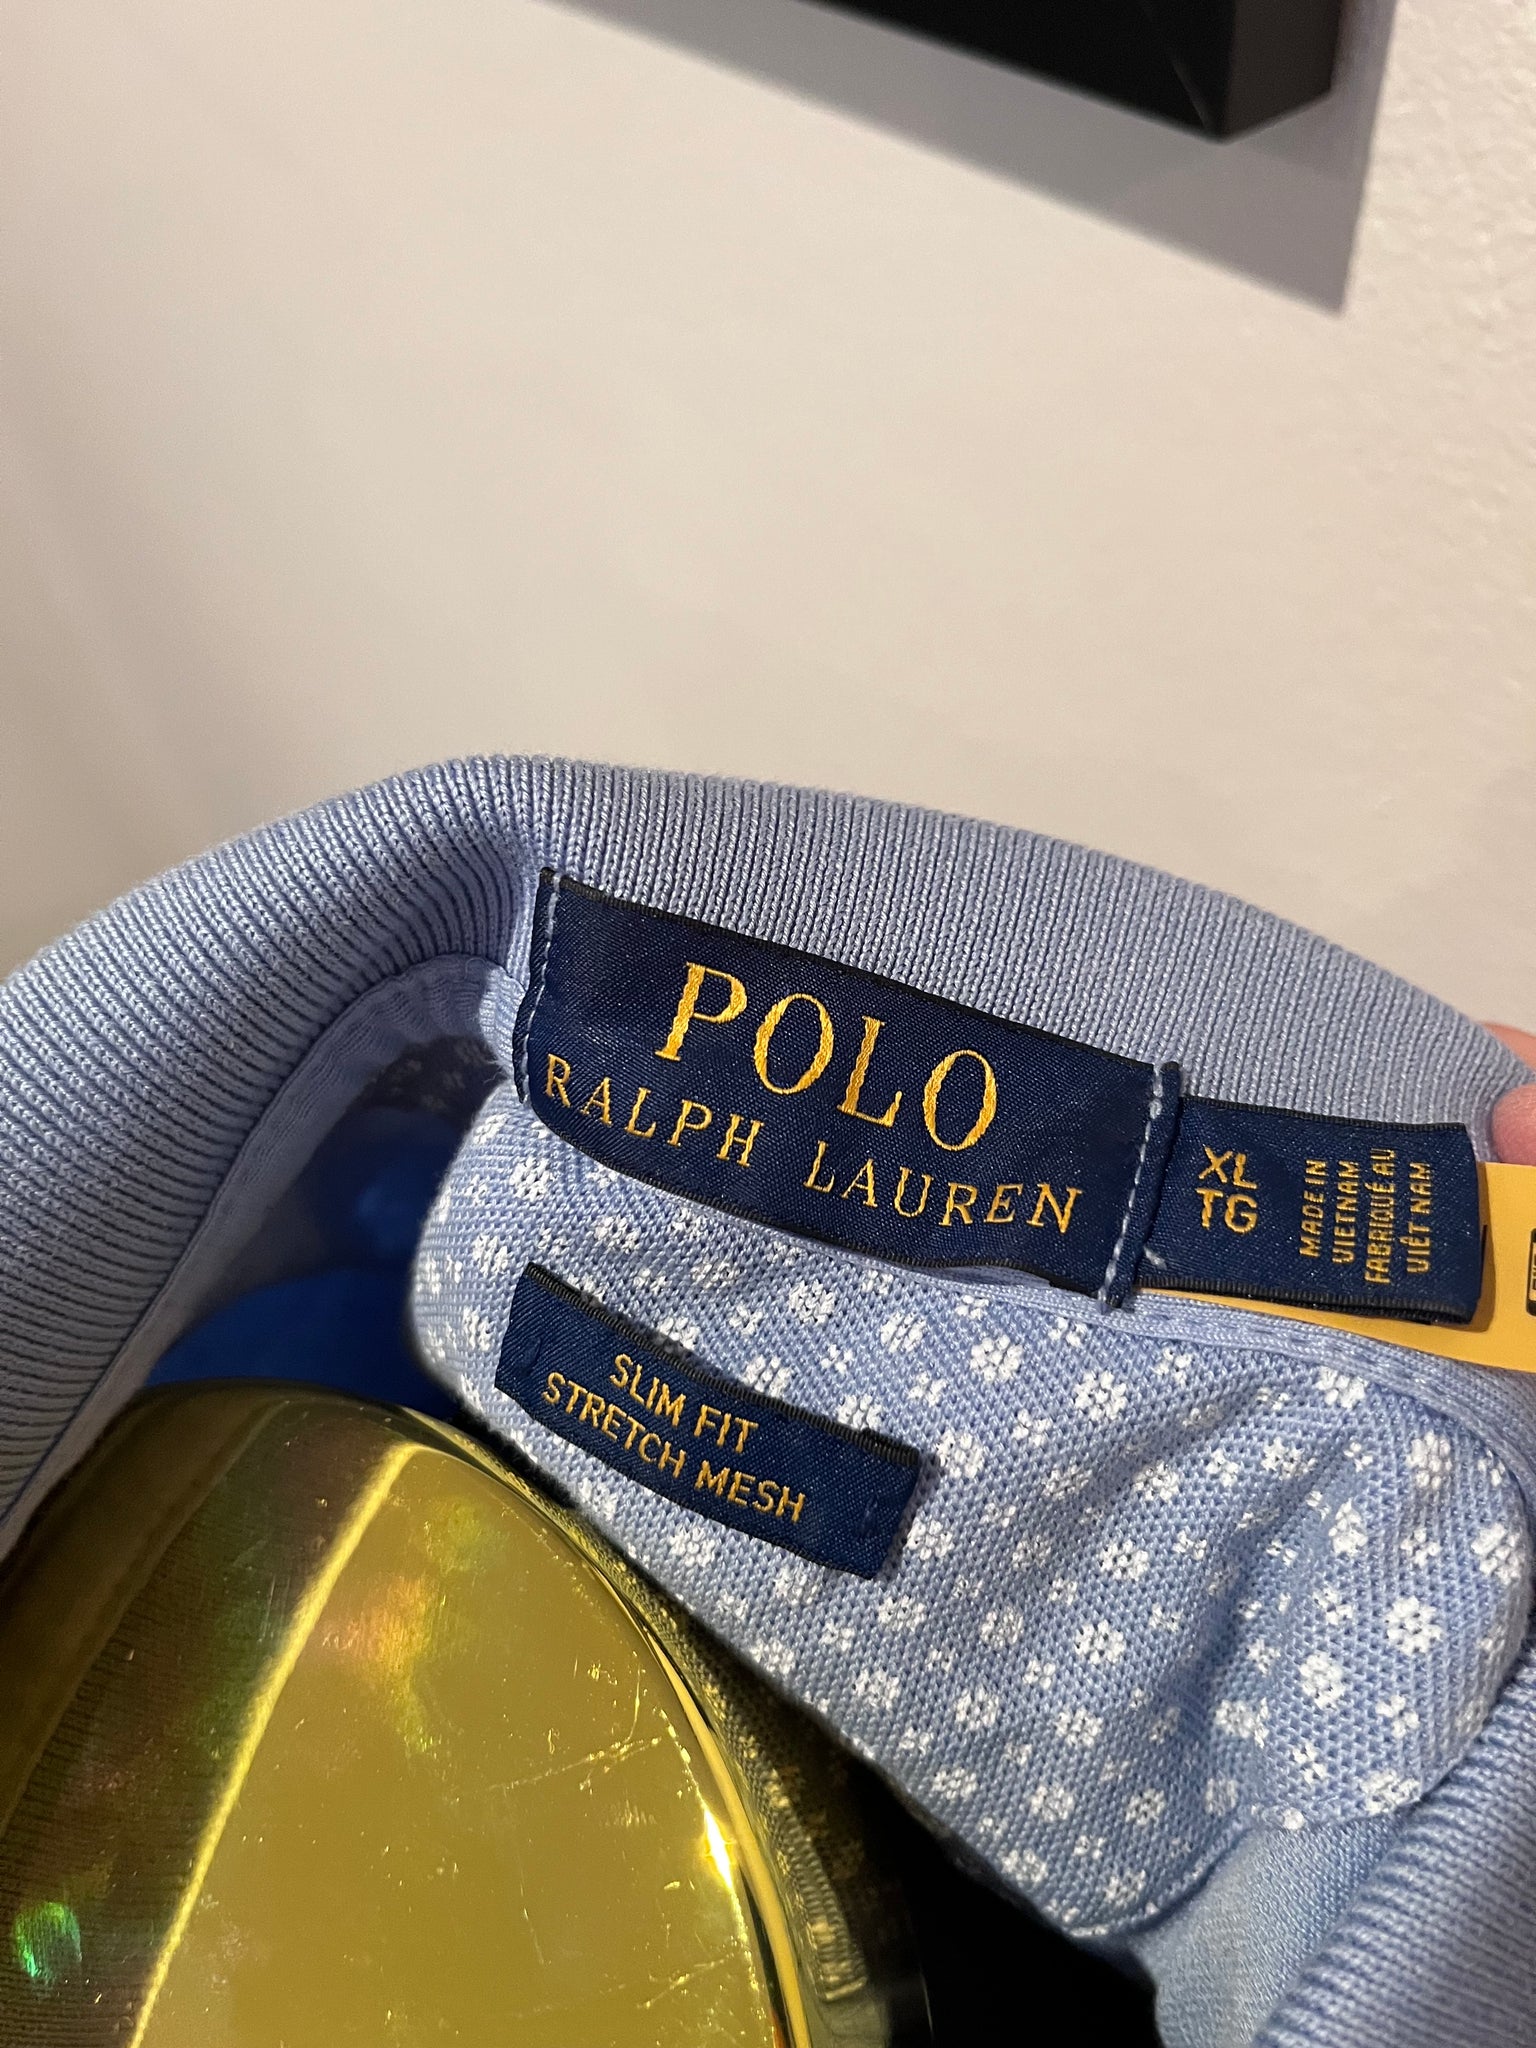 POLO
RALPH LAUREN
XL
TG
MADE IN
VIETNAM
FABRIQUÉ AU
VIÊT NAM
SLIM FIT
STRETCH MESH